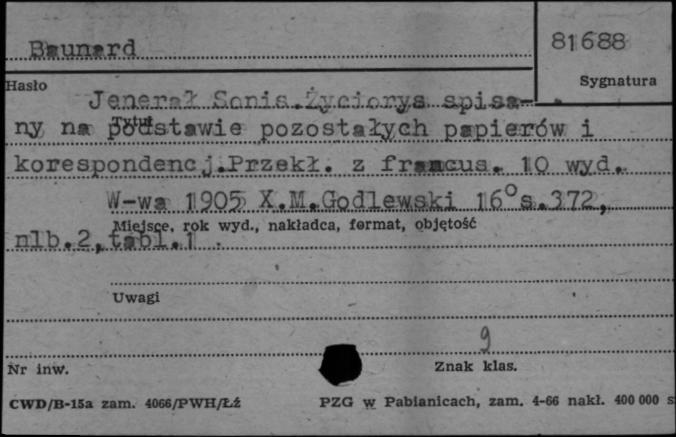 Baunard
81688
Hasło
Sygnatura
Jenerał Sonis.Życiorys spisa-
Tytuł
ny na podstawie pozostałych papierów i
korespondencj.Przekł. z francus. 10 wyd.
W-wa 1905 X.M.Godlewski 16° s.372,
Miejsce, rok wyd., nakładca, format, objętość
nlb.2,tabl.1 .
Uwagi
9
Nr inw.
Znak klas.
CWD/B-15a zam. 4066/PWH/Łź
PZG w Pabianicach, zam. 4-66 nakł. 400 000 s